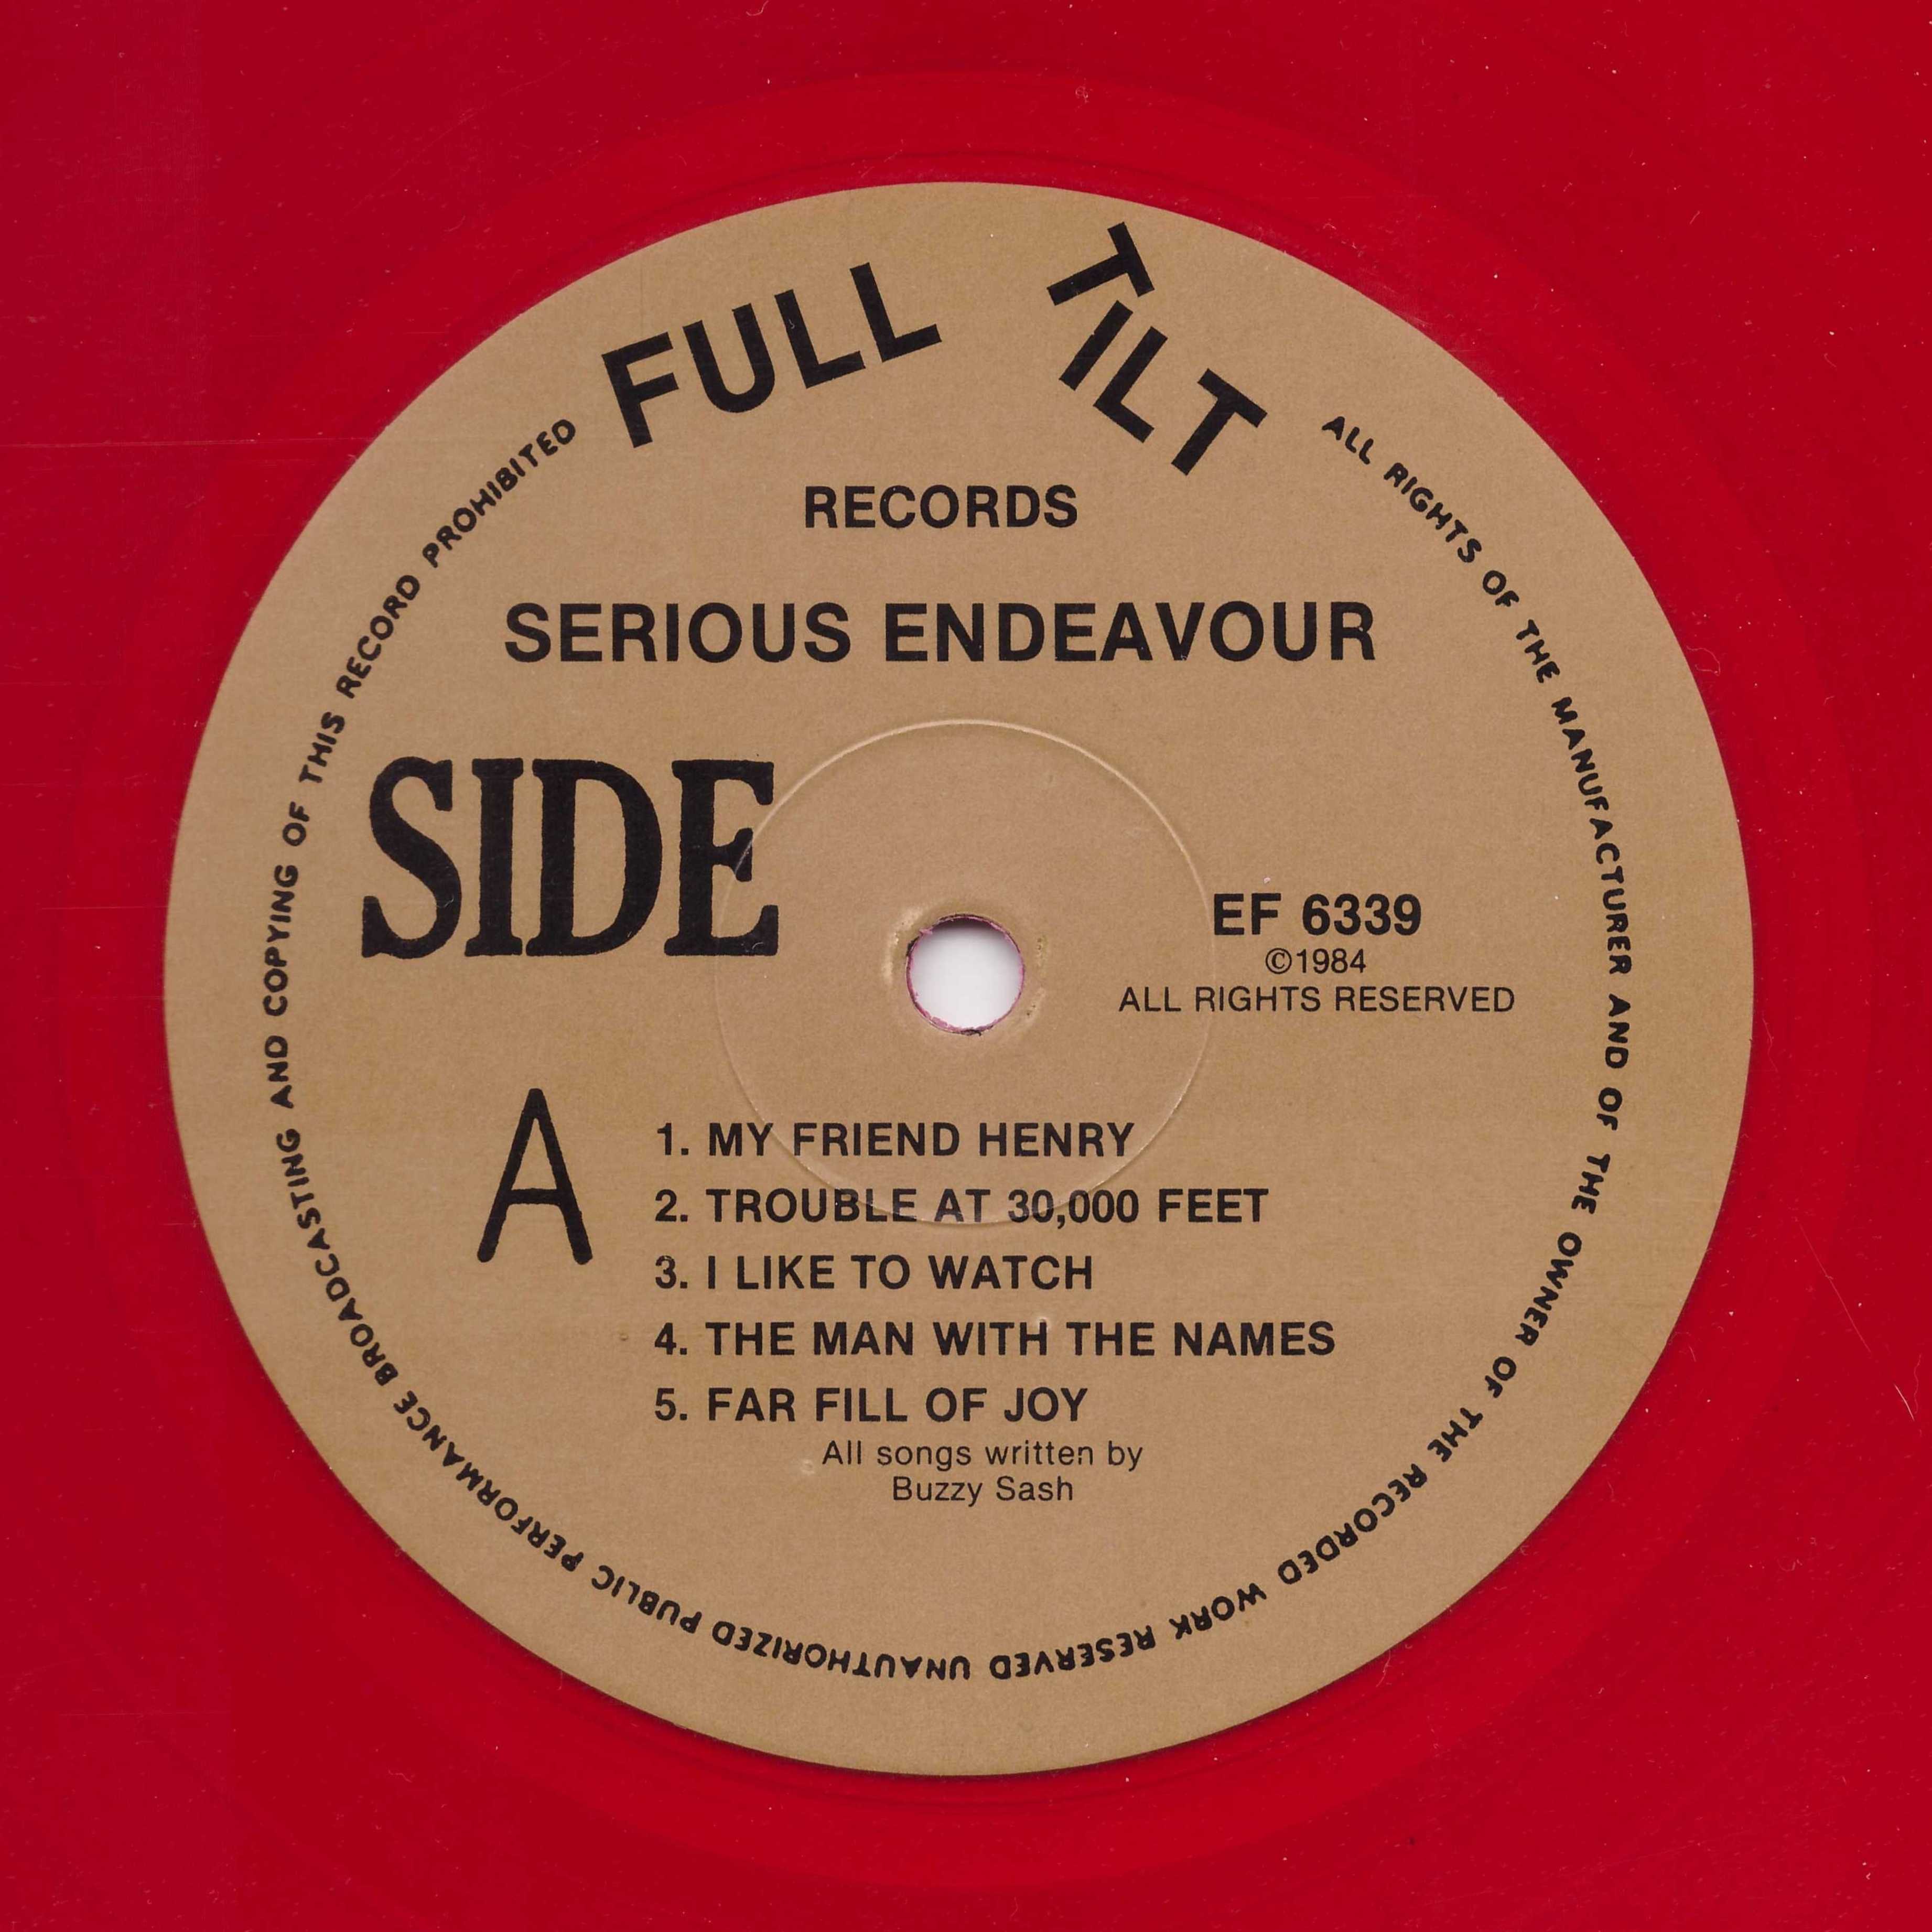 FULL TILT
RECORDS
SERIOUS ENDEAVOUR
SIDE
A
EF 6339
©1984
ALL RIGHTS RESERVED
1. MY FRIEND HENRY
2. TROUBLE AT 30,000 FEET
3. I LIKE TO WATCH
4. THE MAN WITH THE NAMES
5. FAR FILL OF JOY
All songs written by
Buzzy Sash
ALL RIGHTS OF THE MANUFACTURER AND OF THE OWNER OF THE RECORDED WORK RESERVED UNAUTHORIZED PUBLIC PERFORMANCE BROADCASTING AND COPYING OF THIS RECORD PROHIBITED